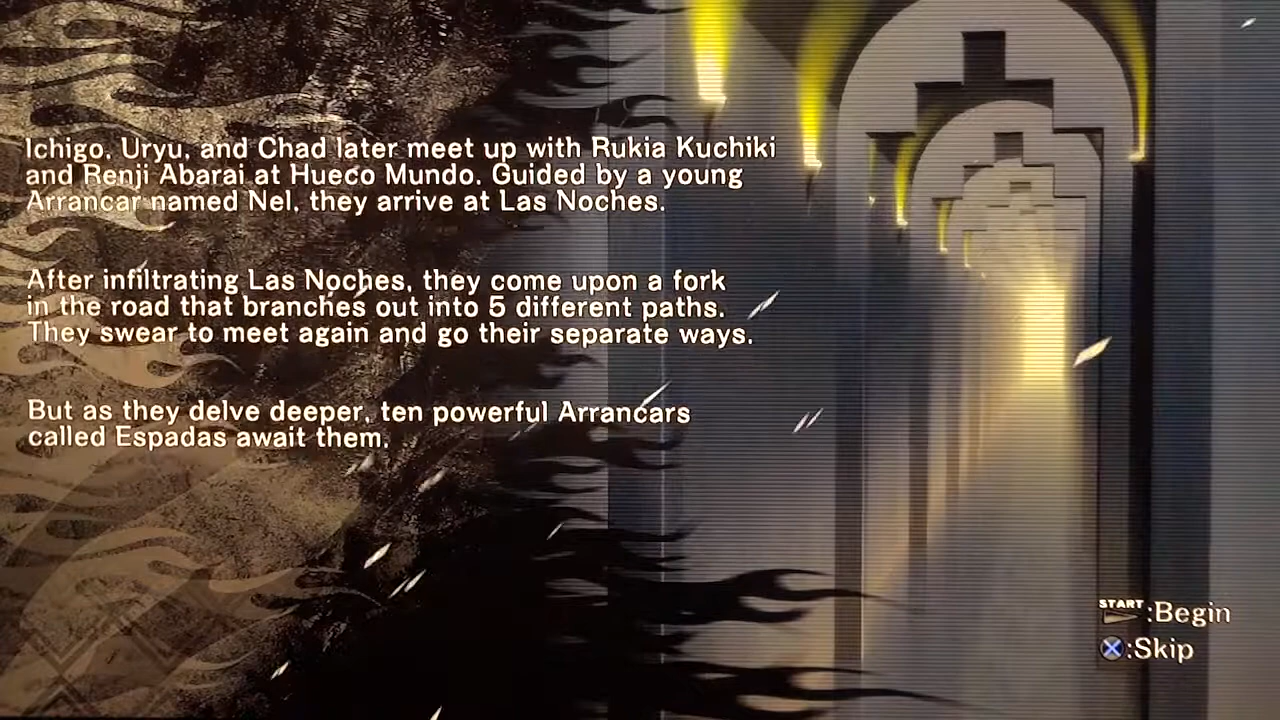 Ichigo, Uryu, and Chad later meet up with Rukia Kuchiki
and Renji Abarai at Hueco Mundo. Guided by a young
Arrancar named Nel, they arrive at Las Noches.
After infiltrating Las Noches, they come upon a fork
in the road that branches out into 5 different paths.
They swear to meet again and go their separate ways.
But as they delve deeper, ten powerful Arrancars
called Espadas await them.
START :Begin
:Skip